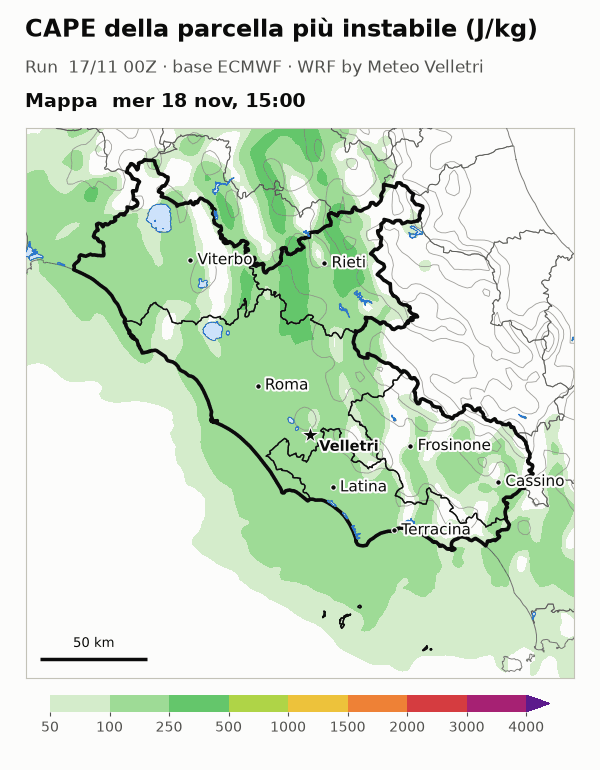 CAPE della parcella più instabile (J/kg)
Run  17/11 00Z · base ECMWF · WRF by Meteo Velletri
Mappa  mer 18 nov, 15:00
Viterbo
Rieti
Roma
Velletri
Frosinone
Cassino
Latina
Terracina
50 km
50 100 250 500 1000 1500 2000 3000 4000